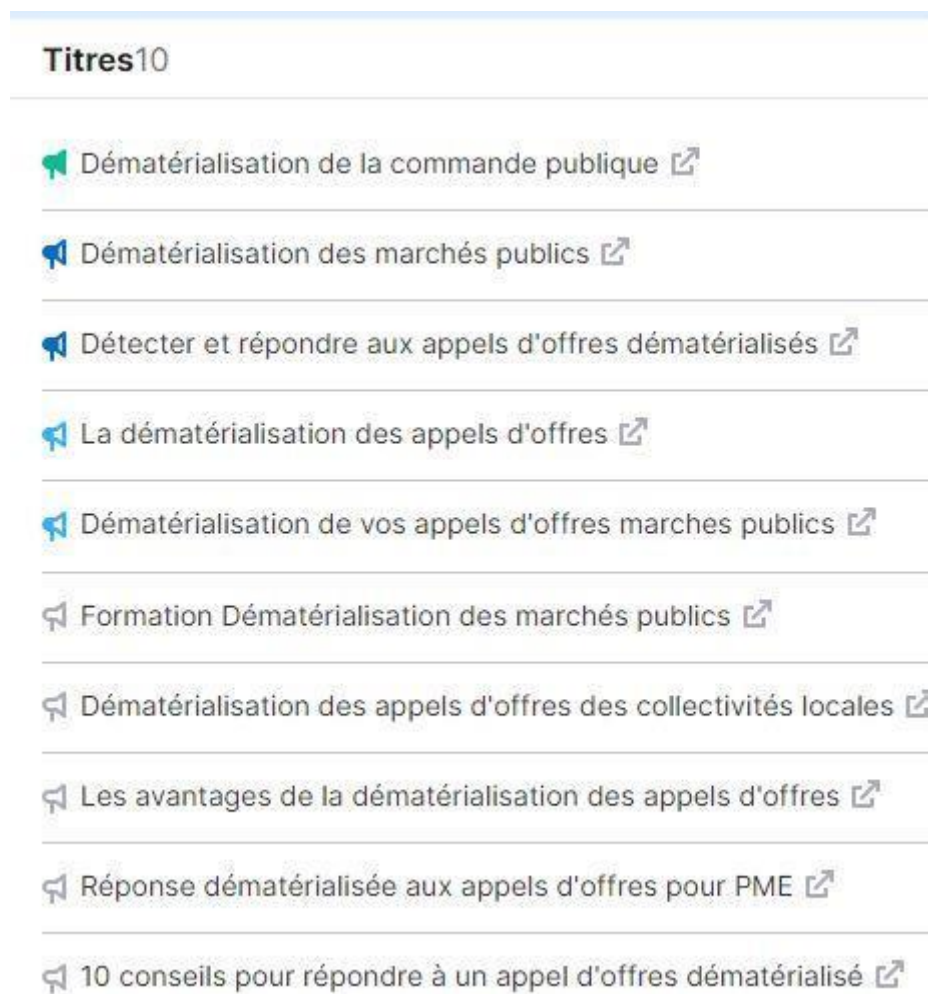 Titres10
Dématérialisation de la commande publique
Dématérialisation des marchés publics
Détecter et répondre aux appels d'offres dématérialisés
La dématérialisation des appels d'offres
Dématérialisation de vos appels d'offres marches publics
Formation Dématérialisation des marchés publics
Dématérialisation des appels d'offres des collectivités locales
Les avantages de la dématérialisation des appels d'offres
Réponse dématérialisée aux appels d'offres pour PME
10 conseils pour répondre à un appel d'offres dématérialisé